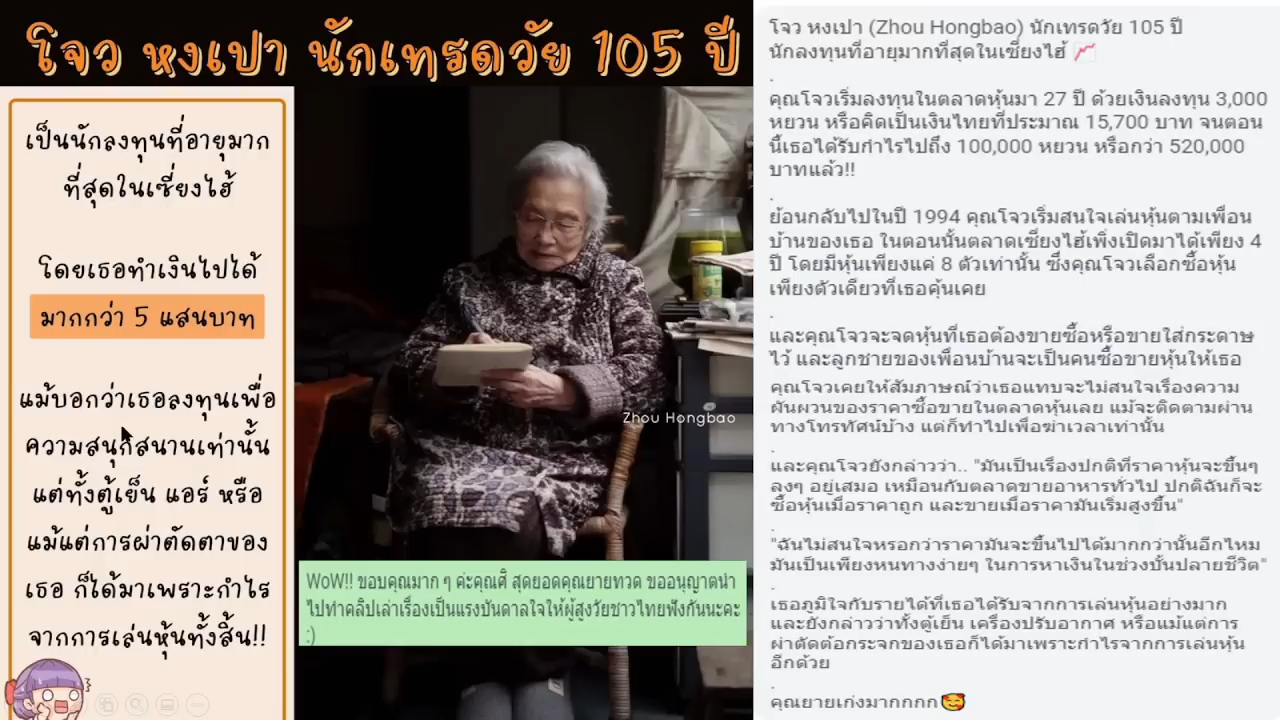 โจว หงเปา นักเทรดวัย 105 ปี
เป็นนักลงทุนที่อายุมาก
ที่สุดในเซี่ยงไฮ้
โดยเธอทำเงินไปได้
มากกว่า 5 แสนบาท
แม้บอกว่าเธอลงทุนเพื่อ
ความสนุกสนานเท่านั้น
แต่ทั้งตู้เย็น แอร์ หรือ
แม้แต่การผ่าตัดตาของ
เธอ ก็ได้มาเพราะกำไร
จากการเล่นหุ้นทั้งสิ้น!!
Zhou Hongbao
WoW!! ขอบคุณมาก ๆ ค่ะคุณศิ สุดยอดคุณยายทวด ขออนุญาตนำ
ไปทำคลิปเล่าเรื่องเป็นแรงบันดาลใจให้ผู้สูงวัยชาวไทยฟังกันนะคะ
:)
โจว หงเปา (Zhou Hongbao) นักเทรดวัย 105 ปี
นักลงทุนที่อายุมากที่สุดในเซี่ยงไฮ้ 📈
.
คุณโจวเริ่มลงทุนในตลาดหุ้นมา 27 ปี ด้วยเงินลงทุน 3,000
หยวน หรือคิดเป็นเงินไทยที่ประมาณ 15,700 บาท จนตอน
นี้เธอได้รับกำไรไปถึง 100,000 หยวน หรือกว่า 520,000
บาทแล้ว!!
.
ย้อนกลับไปในปี 1994 คุณโจวเริ่มสนใจเล่นหุ้นตามเพื่อน
บ้านของเธอ ในตอนนั้นตลาดเซี่ยงไฮ้เพิ่งเปิดมาได้เพียง 4
ปี โดยมีหุ้นเพียงแค่ 8 ตัวเท่านั้น ซึ่งคุณโจวเลือกซื้อหุ้น
เพียงตัวเดียวที่เธอคุ้นเคย
.
และคุณโจวจะจดหุ้นที่เธอต้องขายซื้อหรือขายใส่กระดาษ
ไว้ และลูกชายของเพื่อนบ้านจะเป็นคนซื้อขายหุ้นให้เธอ
คุณโจวเคยให้สัมภาษณ์ว่าเธอแทบจะไม่สนใจเรื่องความ
ผันผวนของราคาซื้อขายในตลาดหุ้นเลย แม้จะติดตามผ่าน
ทางโทรทัศน์บ้าง แต่ก็ทำไปเพื่อฆ่าเวลาเท่านั้น
.
และคุณโจวยังกล่าวว่า.. "มันเป็นเรื่องปกติที่ราคาหุ้นจะขึ้นๆ
ลงๆ อยู่เสมอ เหมือนกับตลาดขายอาหารทั่วไป ปกติฉันก็จะ
ซื้อหุ้นเมื่อราคาถูก และขายเมื่อราคามันเริ่มสูงขึ้น"
.
"ฉันไม่สนใจหรอกว่าราคามันจะขึ้นไปได้มากกว่านั้นอีกไหม
มันเป็นเพียงหนทางง่ายๆ ในการหาเงินในช่วงบั้นปลายชีวิต"
.
เธอภูมิใจกับรายได้ที่เธอได้รับจากการเล่นหุ้นอย่างมาก
และยังกล่าวว่าทั้งตู้เย็น เครื่องปรับอากาศ หรือแม้แต่การ
ผ่าตัดต้อกระจกของเธอก็ได้มาเพราะกำไรจากการเล่นหุ้น
อีกด้วย
.
คุณยายเก่งมากกกก🥰